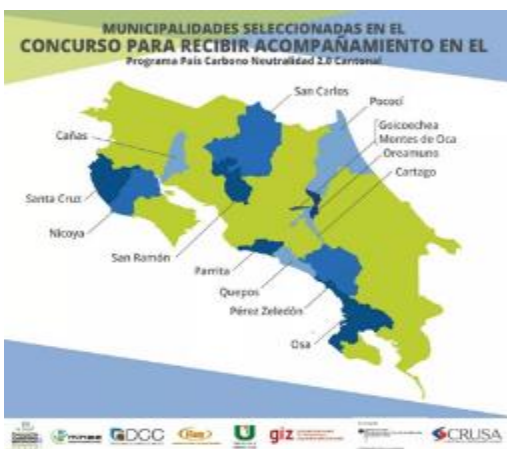 MUNICIPALIDADES SELECCIONADAS EN EL
CONCURSO PARA RECIBIR ACOMPAÑAMIENTO EN EL
Programa País Carbono Neutralidad 2.0 Cantonal
San Carlos
Pococí
Cañas
Goicoechea
Montes de Oca
Oreamuno
Cartago
Santa Cruz
Nicoya
San Ramón
Parrita
Quepos
Pérez Zeledón
Osa
minae
DCC
giz
CRUSA